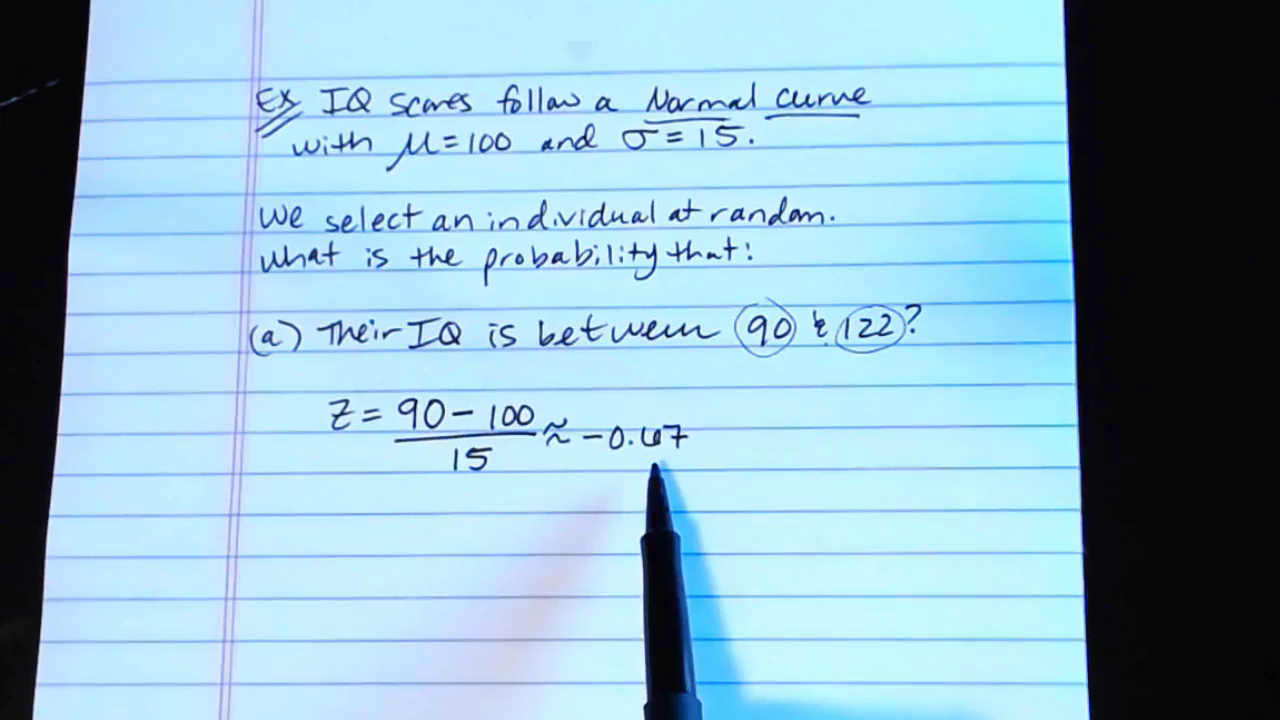 Ex IQ scores follow a Normal curve
with μ = 100 and σ = 15.
We select an individual at random.
What is the probability that:
(a) Their IQ is between 90 & 122?
Z = 90 - 100 / 15 ≈ -0.67